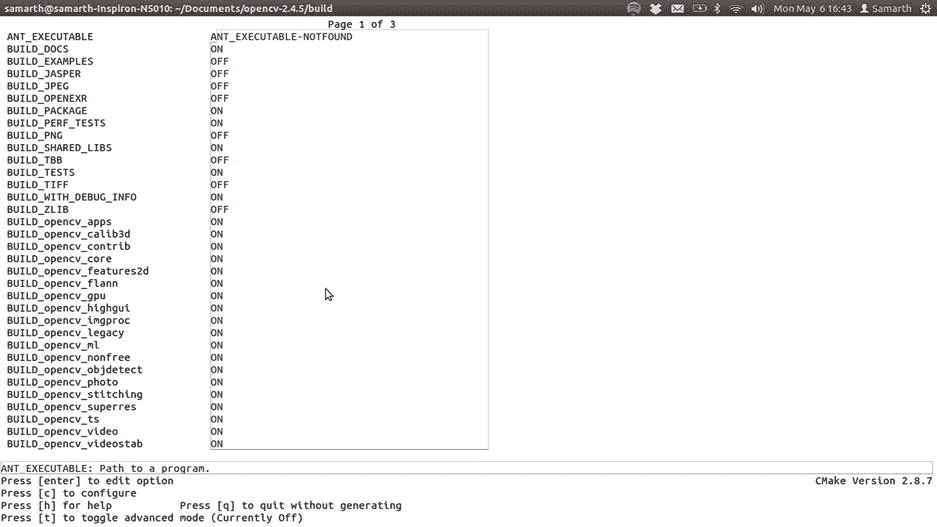 samarth@samarth-Inspiron-N5010: ~/Documents/opencv-2.4.5/build Mon May 6 16:43 Samarth
Page 1 of 3
ANT_EXECUTABLE ANT_EXECUTABLE-NOTFOUND
BUILD_DOCS ON
BUILD_EXAMPLES OFF
BUILD_JASPER OFF
BUILD_JPEG OFF
BUILD_OPENEXR OFF
BUILD_PACKAGE ON
BUILD_PERF_TESTS ON
BUILD_PNG OFF
BUILD_SHARED_LIBS ON
BUILD_TBB OFF
BUILD_TESTS ON
BUILD_TIFF OFF
BUILD_WITH_DEBUG_INFO ON
BUILD_ZLIB OFF
BUILD_opencv_apps ON
BUILD_opencv_calib3d ON
BUILD_opencv_contrib ON
BUILD_opencv_core ON
BUILD_opencv_features2d ON
BUILD_opencv_flann ON
BUILD_opencv_gpu ON
BUILD_opencv_highgui ON
BUILD_opencv_imgproc ON
BUILD_opencv_legacy ON
BUILD_opencv_ml ON
BUILD_opencv_nonfree ON
BUILD_opencv_objdetect ON
BUILD_opencv_photo ON
BUILD_opencv_stitching ON
BUILD_opencv_superres ON
BUILD_opencv_ts ON
BUILD_opencv_video ON
BUILD_opencv_videostab ON
ANT_EXECUTABLE: Path to a program.
Press [enter] to edit option CMake Version 2.8.7
Press [c] to configure
Press [h] for help Press [q] to quit without generating
Press [t] to toggle advanced mode (Currently Off)